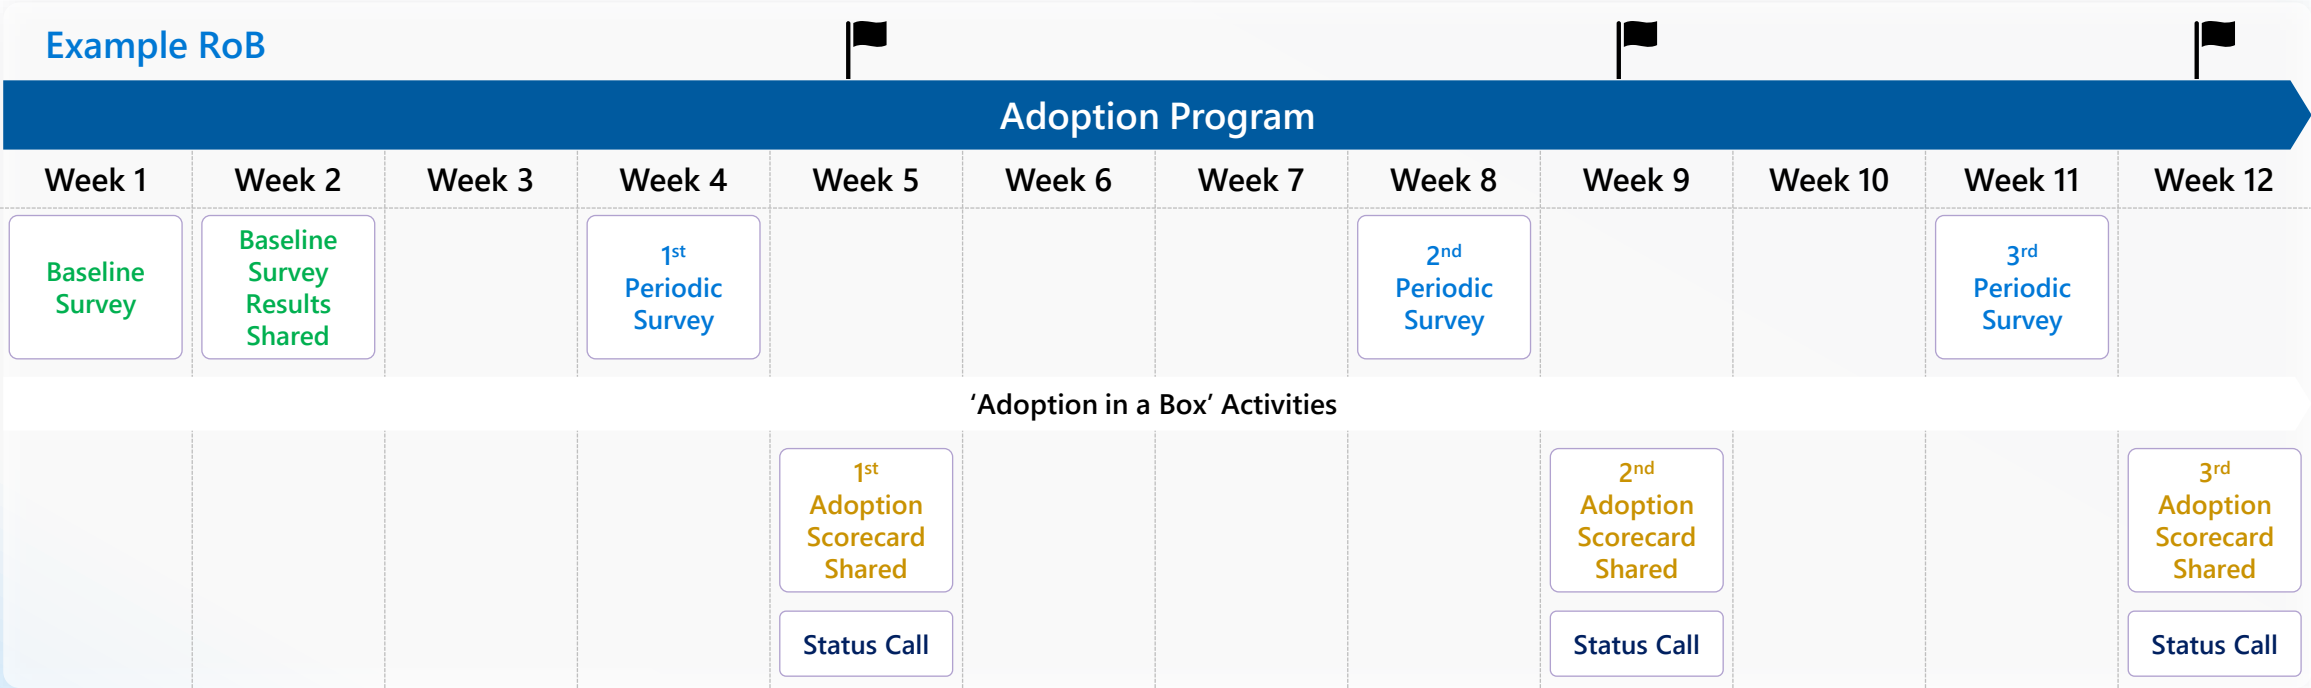 Example RoB
Adoption Program
Week 1
Week 2
Week 3
Week 4
Week 5
Week 6
Week 7
Week 8
Week 9
Week 10
Week 11
Week 12
Baseline
Survey
Baseline
Survey
Results
Shared
1st
Periodic
Survey
2nd
Periodic
Survey
3rd
Periodic
Survey
‘Adoption in a Box’ Activities
1st
Adoption
Scorecard
Shared
2nd
Adoption
Scorecard
Shared
3rd
Adoption
Scorecard
Shared
Status Call
Status Call
Status Call